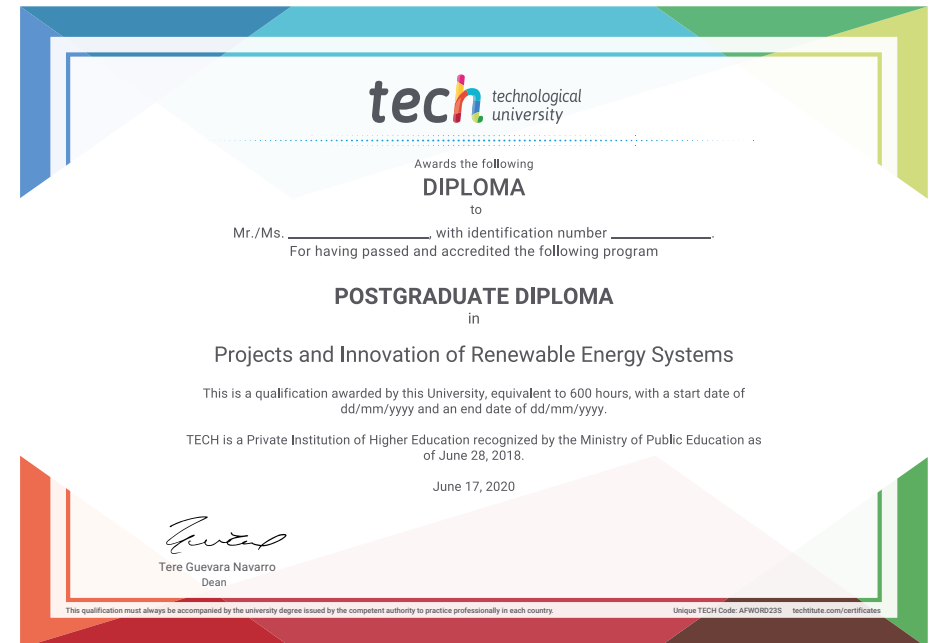 tech technological
university
Awards the following
DIPLOMA
to
Mr./Ms. ____________________, with identification number ______________.
For having passed and accredited the following program
POSTGRADUATE DIPLOMA
in
Projects and Innovation of Renewable Energy Systems
This is a qualification awarded by this University, equivalent to 600 hours, with a start date of
dd/mm/yyyy and an end date of dd/mm/yyyy.
TECH is a Private Institution of Higher Education recognized by the Ministry of Public Education as
of June 28, 2018.
June 17, 2020
Tere Guevara Navarro
Dean
This qualification must always be accompanied by the university degree issued by the competent authority to practice professionally in each country.
Unique TECH Code: AFWORD23S techtitute.com/certificates